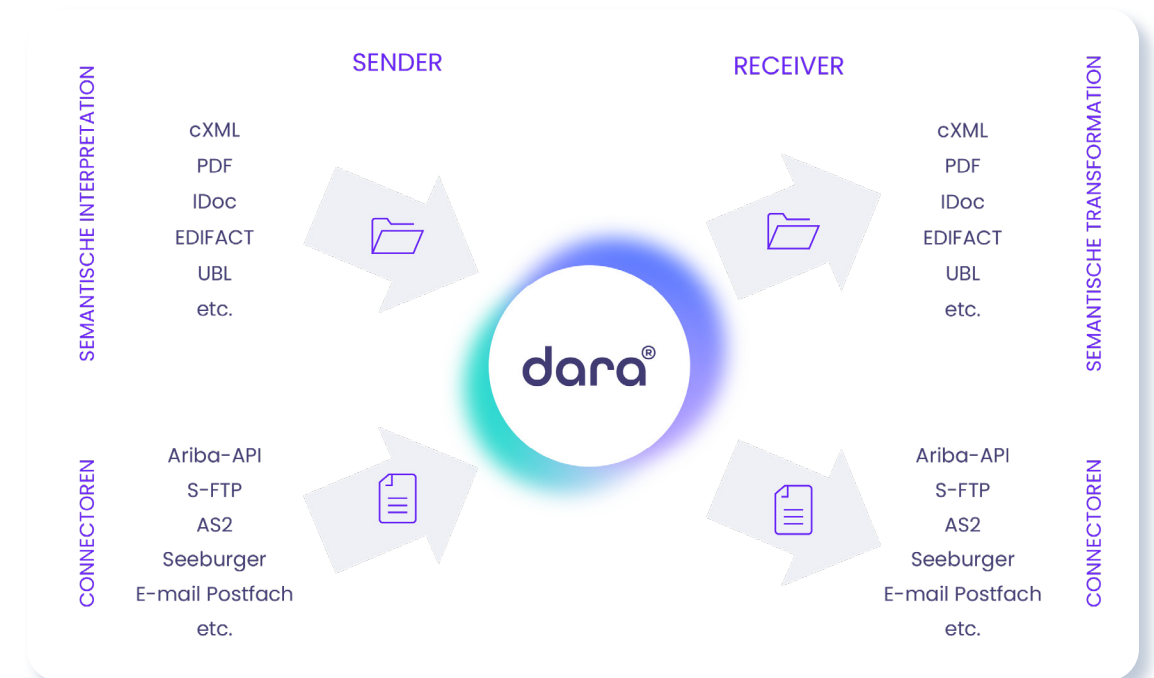 SENDER
RECEIVER
SEMANTISCHE INTERPRETATION
cXML
PDF
IDoc
EDIFACT
UBL
etc.
cXML
PDF
IDoc
EDIFACT
UBL
etc.
SEMANTISCHE TRANSFORMATION
dara®
CONNECTOREN
Ariba-API
S-FTP
AS2
Seeburger
E-mail Postfach
etc.
Ariba-API
S-FTP
AS2
Seeburger
E-mail Postfach
etc.
CONNECTOREN